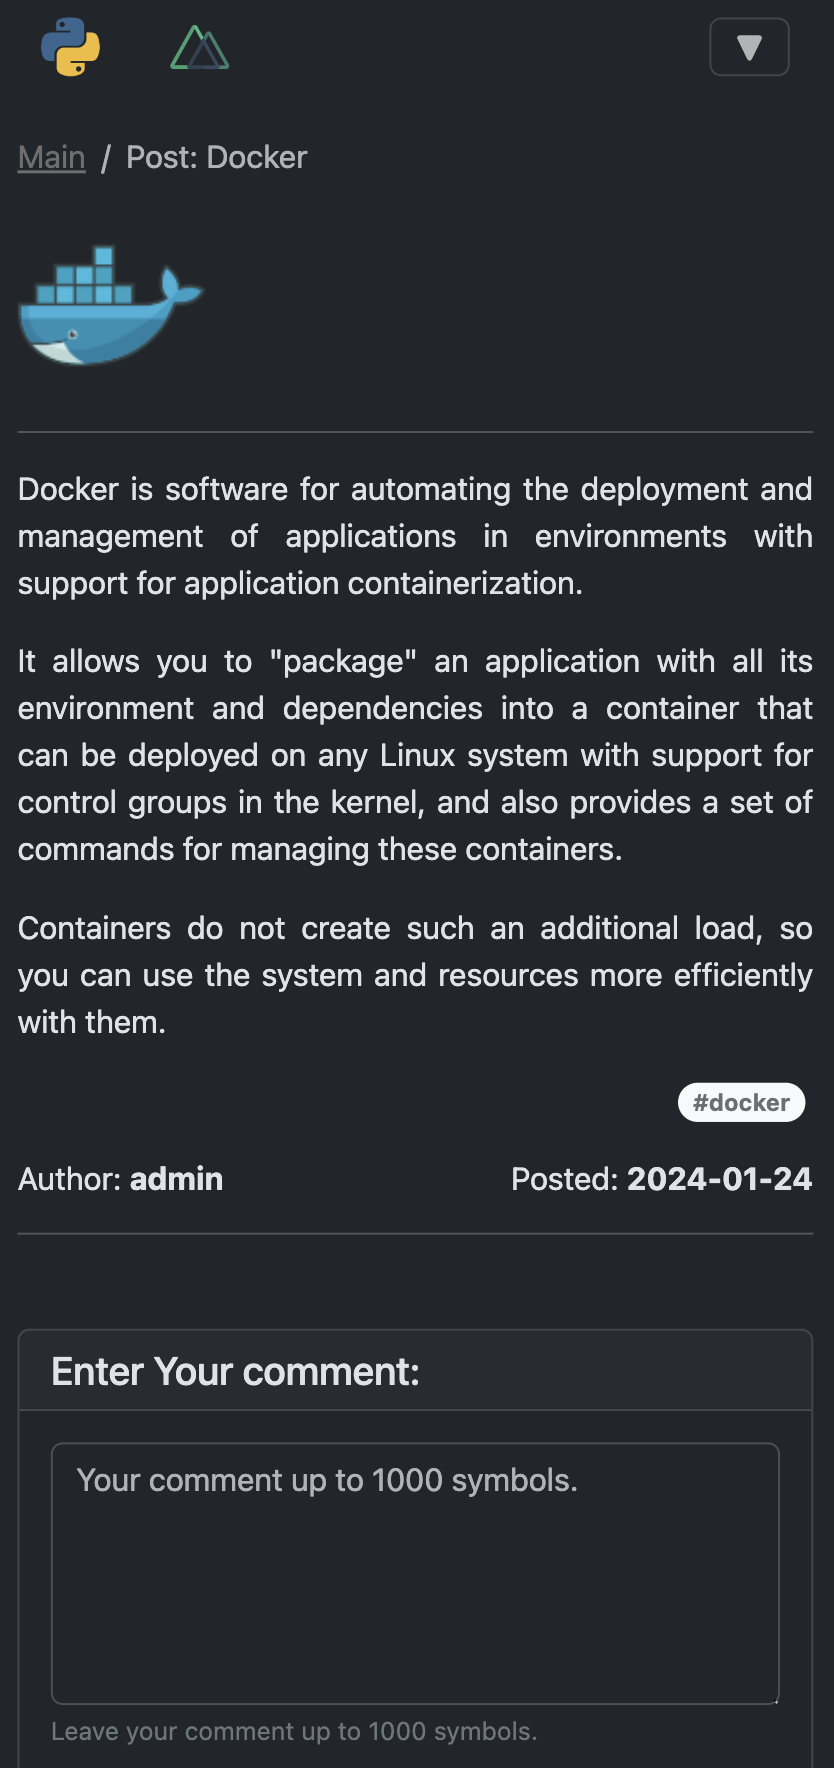 Main / Post: Docker
Docker is software for automating the deployment and
management of applications in environments with
support for application containerization.
It allows you to "package" an application with all its
environment and dependencies into a container that
can be deployed on any Linux system with support for
control groups in the kernel, and also provides a set of
commands for managing these containers.
Containers do not create such an additional load, so
you can use the system and resources more efficiently
with them.
#docker
Author: admin Posted: 2024-01-24
Enter Your comment:
Your comment up to 1000 symbols.
Leave your comment up to 1000 symbols.